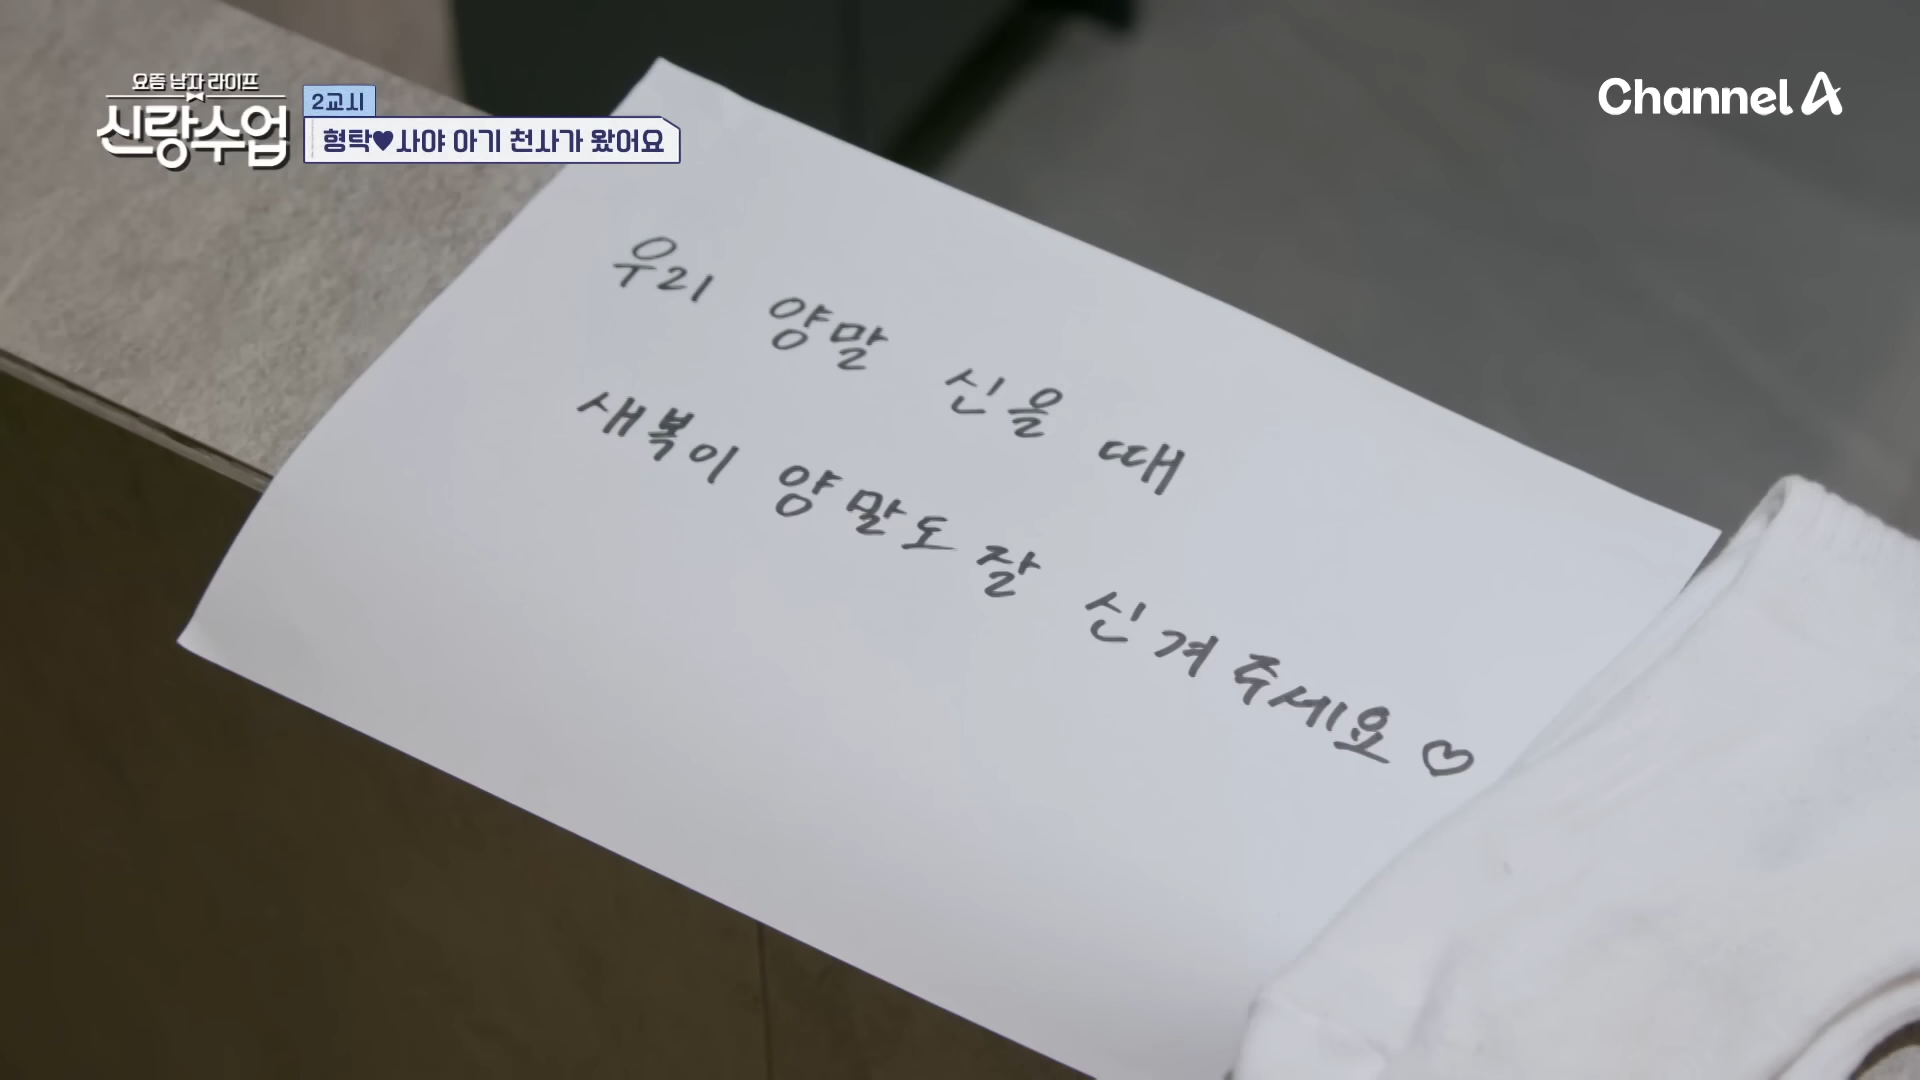 요즘 남자 라이프
신랑수업
2교시
형탁♥사야 아기 천사가 왔어요
Channel A
우리 양말 신을 때
새복이 양말도 잘 신겨주세요♡